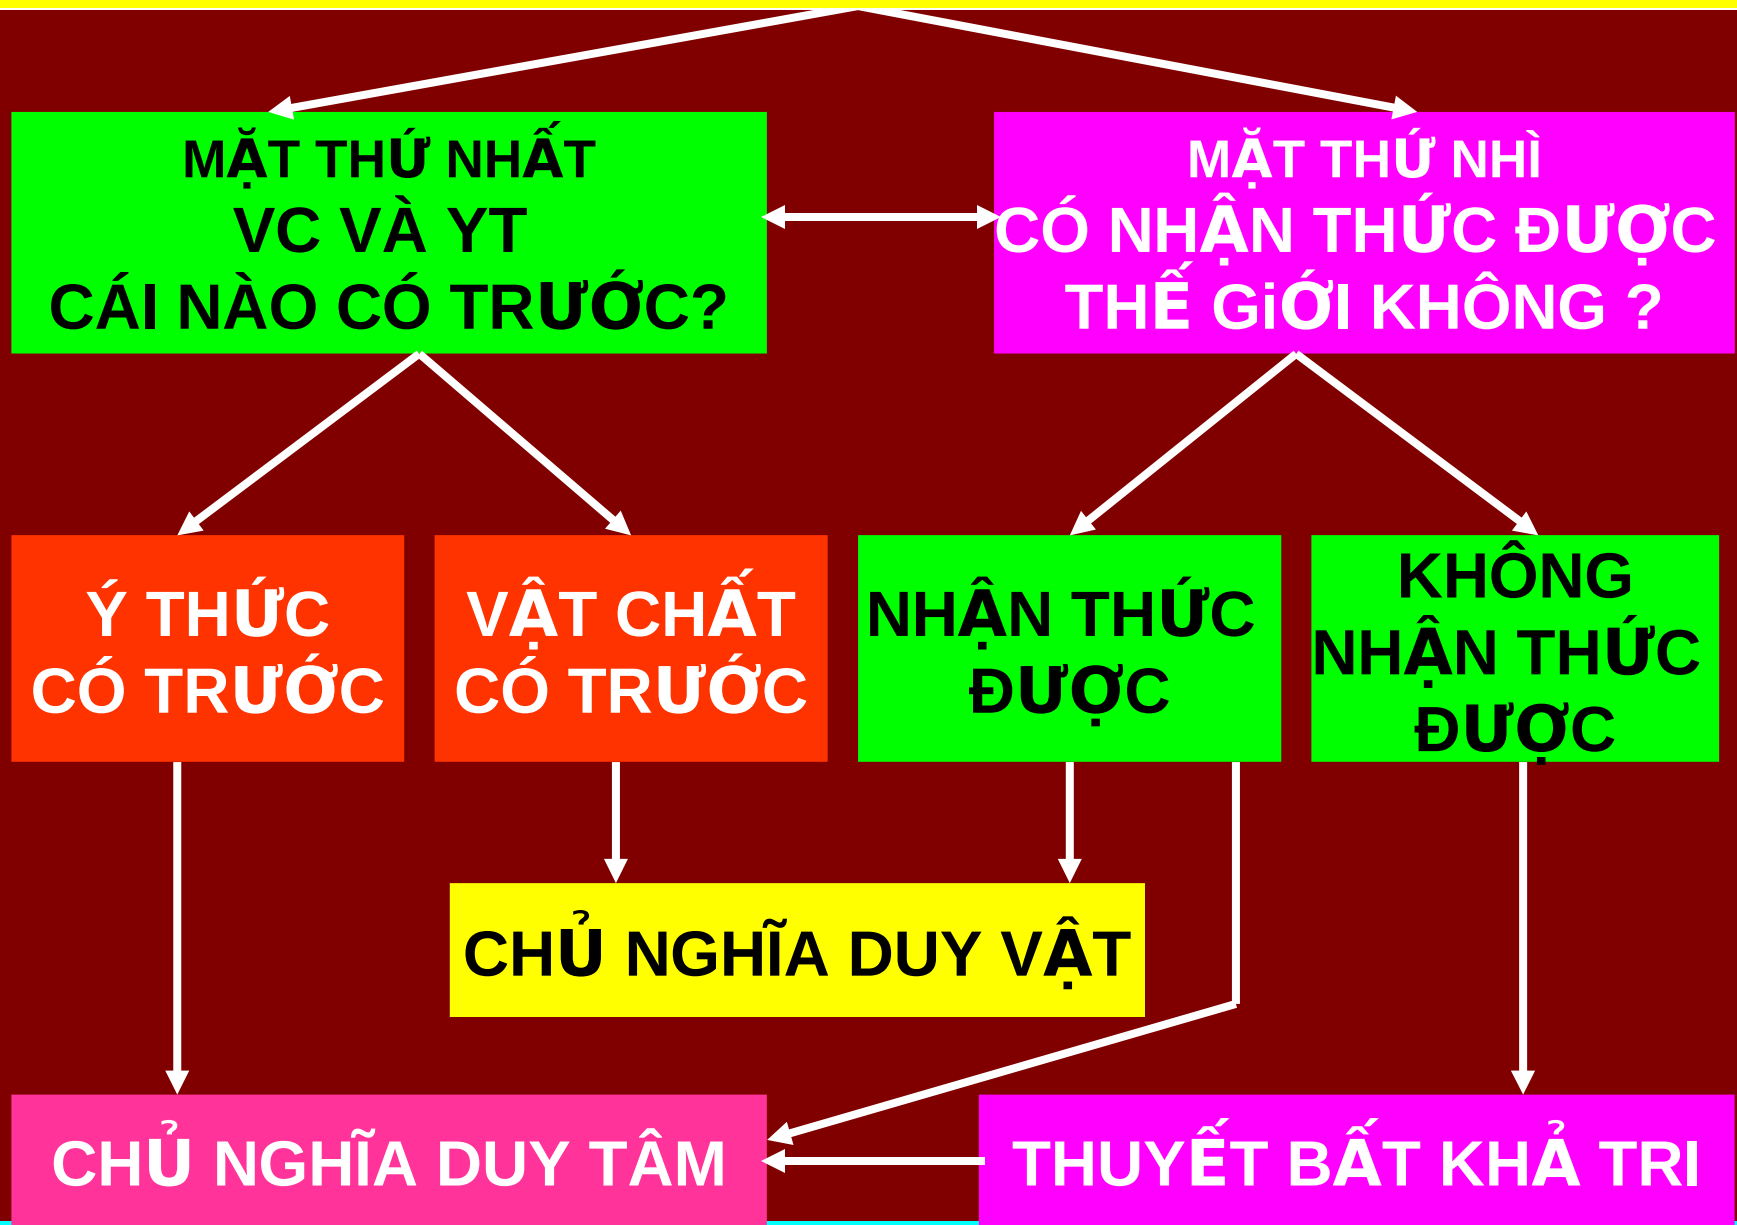 MẶT THỨ NHẤT
VC VÀ YT
CÁI NÀO CÓ TRƯỚC?
MẶT THỨ NHÌ
CÓ NHẬN THỨC ĐƯỢC
THẾ GiỚI KHÔNG ?
Ý THỨC
CÓ TRƯỚC
VẬT CHẤT
CÓ TRƯỚC
NHẬN THỨC
ĐƯỢC
KHÔNG
NHẬN THỨC
ĐƯỢC
CHỦ NGHĨA DUY VẬT
CHỦ NGHĨA DUY TÂM
THUYẾT BẤT KHẢ TRI